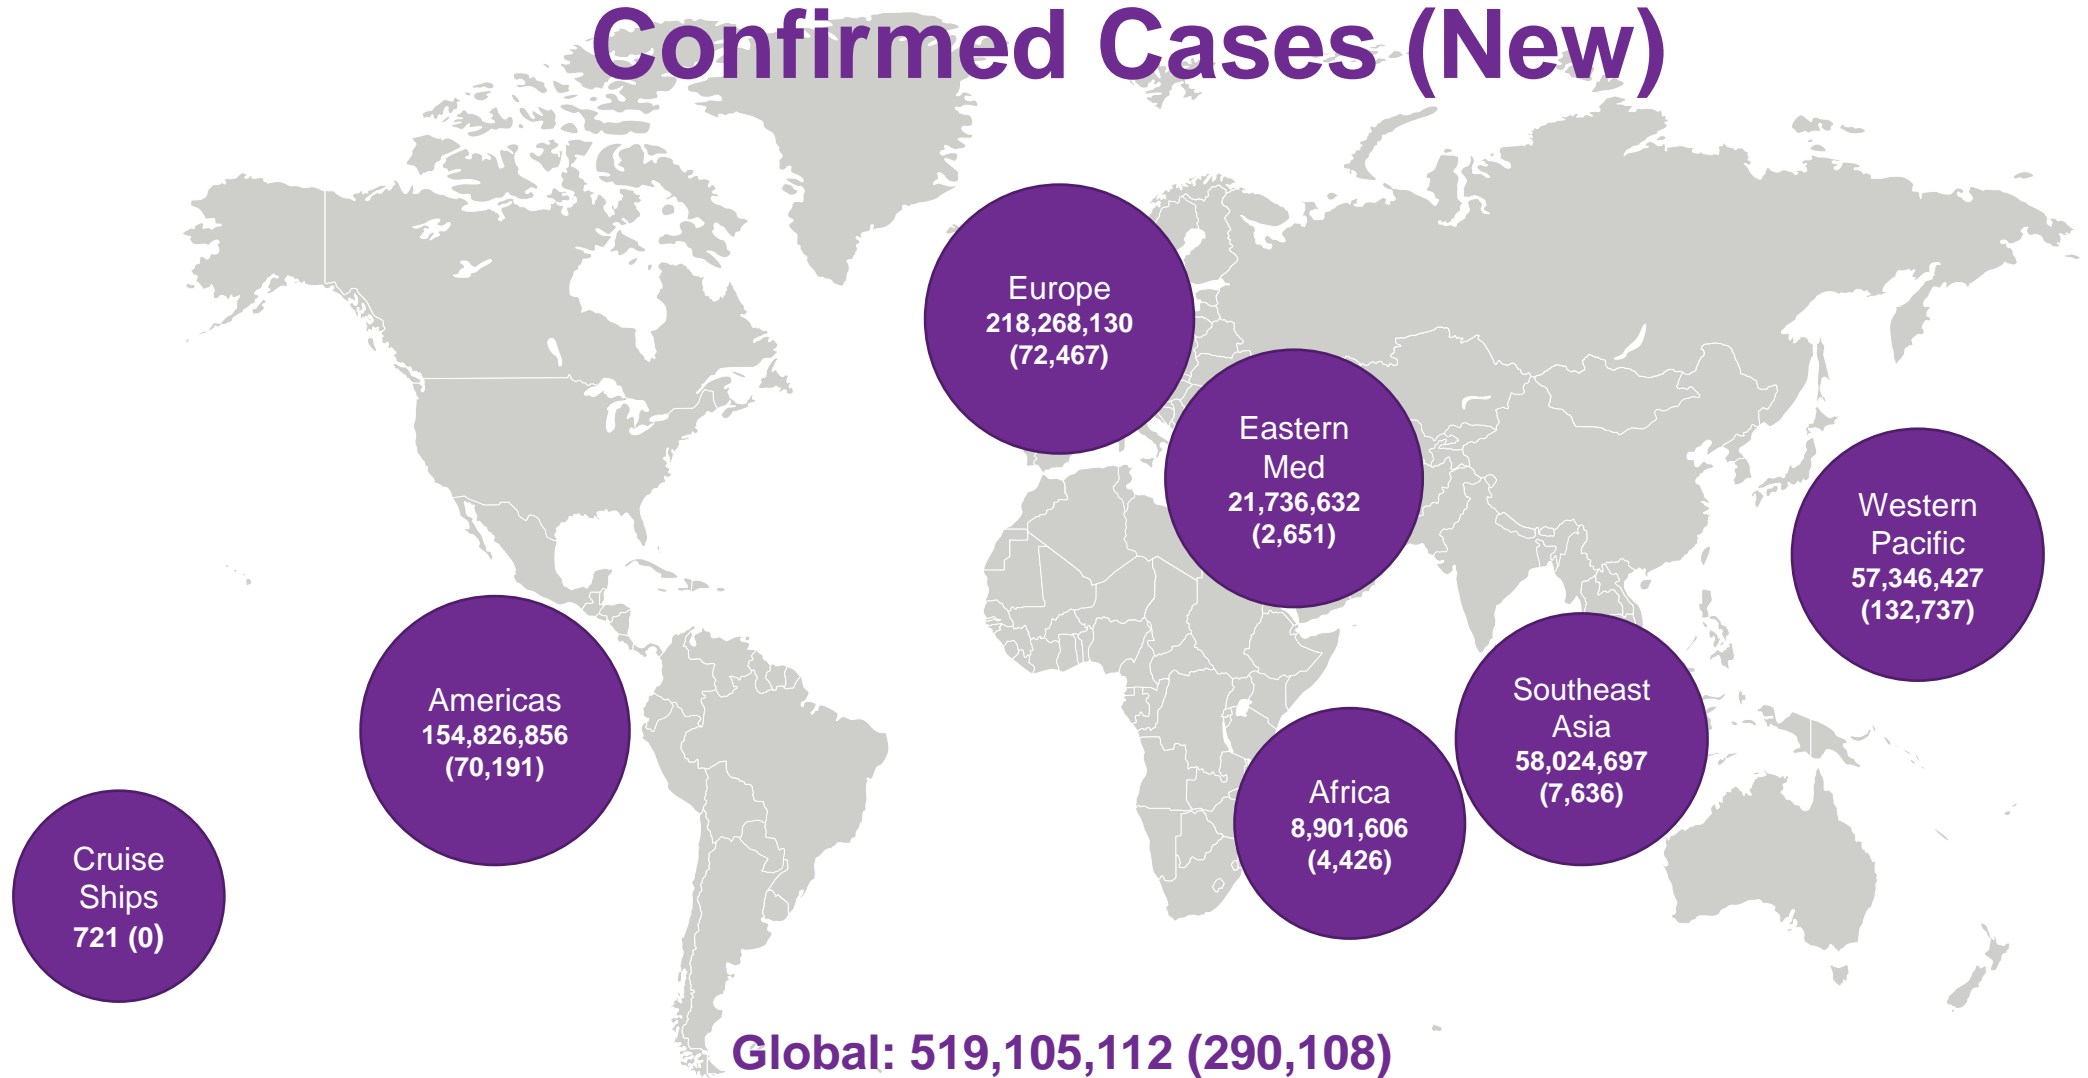 Confirmed Cases (New)
Europe
218,268,130
(72,467)
Eastern
Med
21,736,632
(2,651)
Western
Pacific
57,346,427
(132,737)
Americas
154,826,856
(70,191)
Southeast
Asia
58,024,697
(7,636)
Africa
8,901,606
(4,426)
Cruise
Ships
721 (0)
Global: 519,105,112 (290,108)